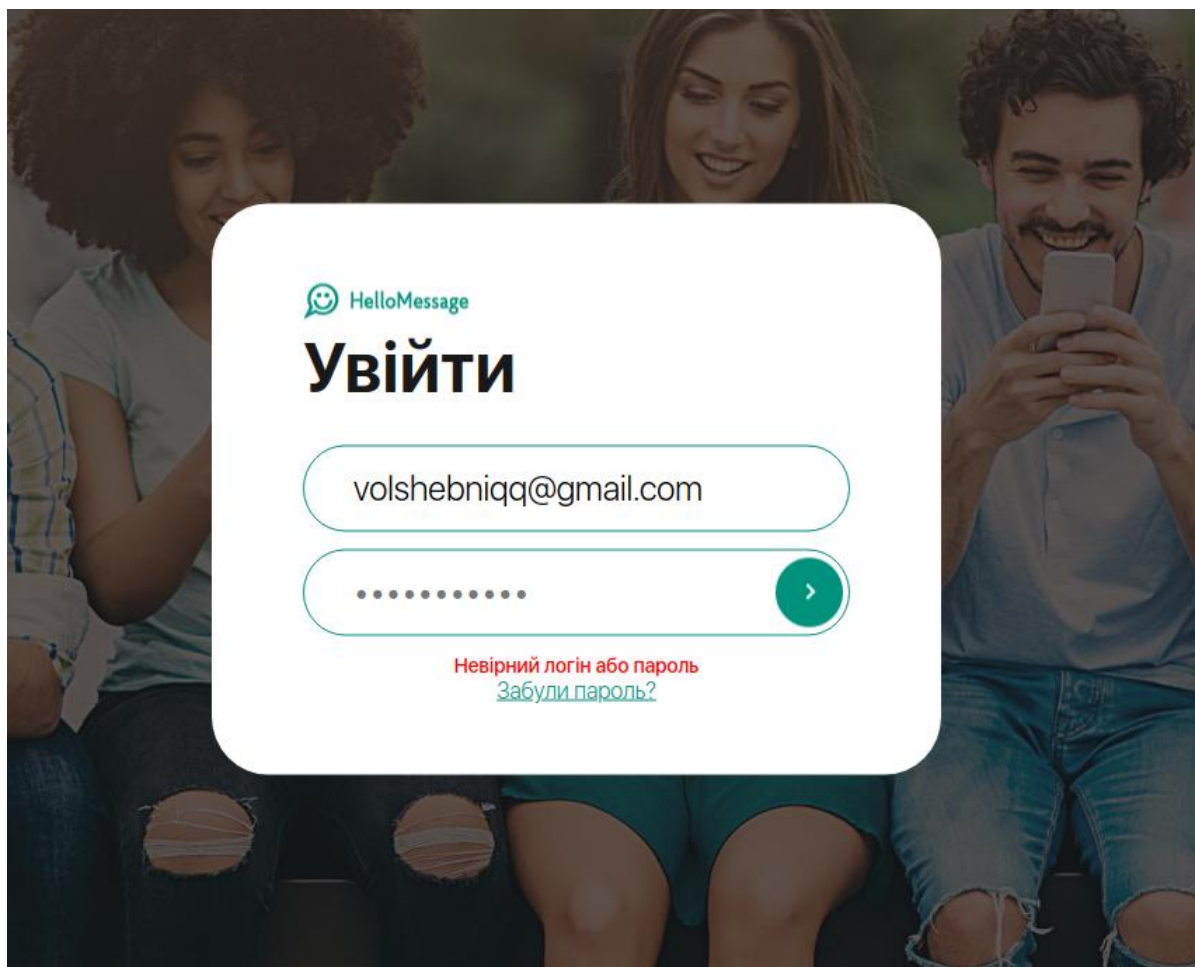 HelloMessage
Увійти
volshebniqq@gmail.com
•••••••••••
Невірний логін або пароль
Забули пароль?